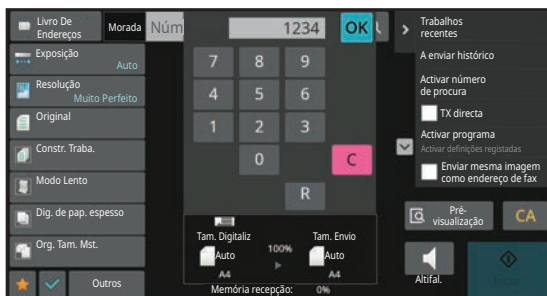 Livro De
Endereços
Morada
Núm
1234
OK
Trabalhos
recentes
Exposição
Auto
Resolução
Muito Perfeito
Original
Constr. Traba.
Modo Lento
Dig. de pap. espesso
Org. Tam. Mst.
Outros
7 8 9
4 5 6
1 2 3
0 C
R
Tam. Digitaliz
Tam. Envio
100%
Auto
Auto
A4
A4
Memória recepção: 0%
A enviar histórico
Activar número
de procura
TX directa
Activar programa
Activar definições registadas
Enviar mesma imagem
como endereço de fax
Pré-
visualização
CA
Altifal.